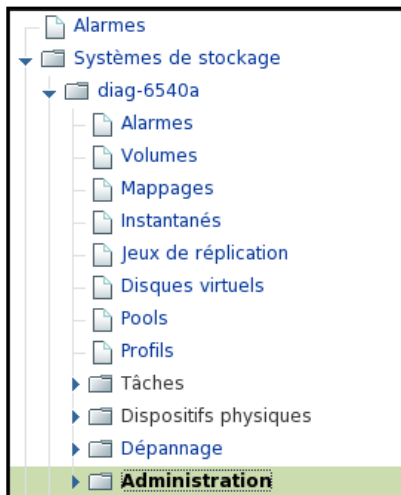 Alarmes
Systèmes de stockage
diag-6540a
Alarmes
Volumes
Mappages
Instantanés
Jeux de réplication
Disques virtuels
Pools
Profils
Tâches
Dispositifs physiques
Dépannage
Administration